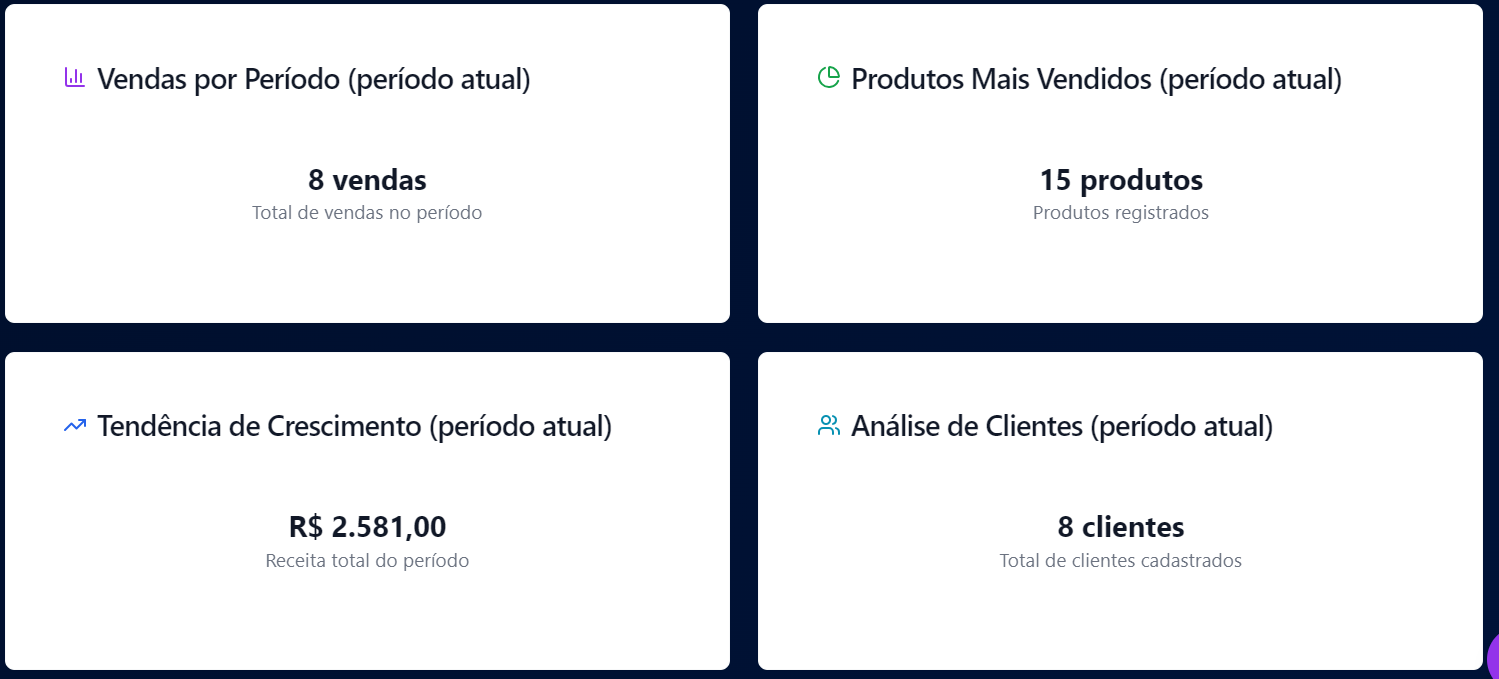 Vendas por Período (período atual)
8 vendas
Total de vendas no período
Produtos Mais Vendidos (período atual)
15 produtos
Produtos registrados
Tendência de Crescimento (período atual)
R$ 2.581,00
Receita total do período
Análise de Clientes (período atual)
8 clientes
Total de clientes cadastrados